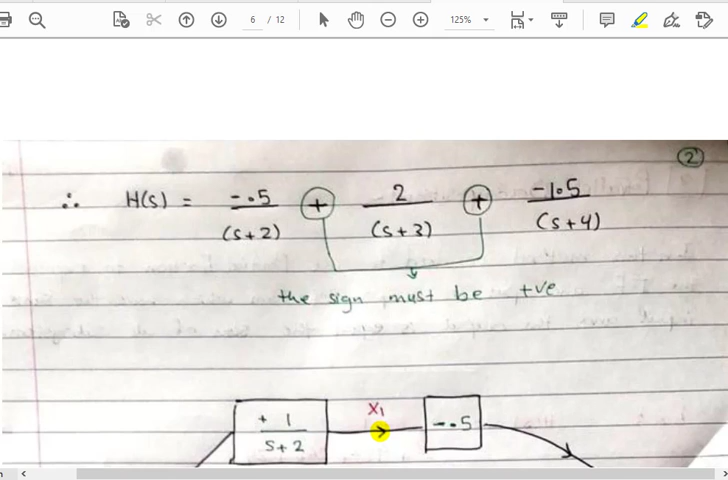 6 / 12
125%
2
∴ H(s) = -.5/(s+2) + 2/(s+3) + -1.5/(s+4)
the sign must be +ve
+ 1/s+2 X1 -.5